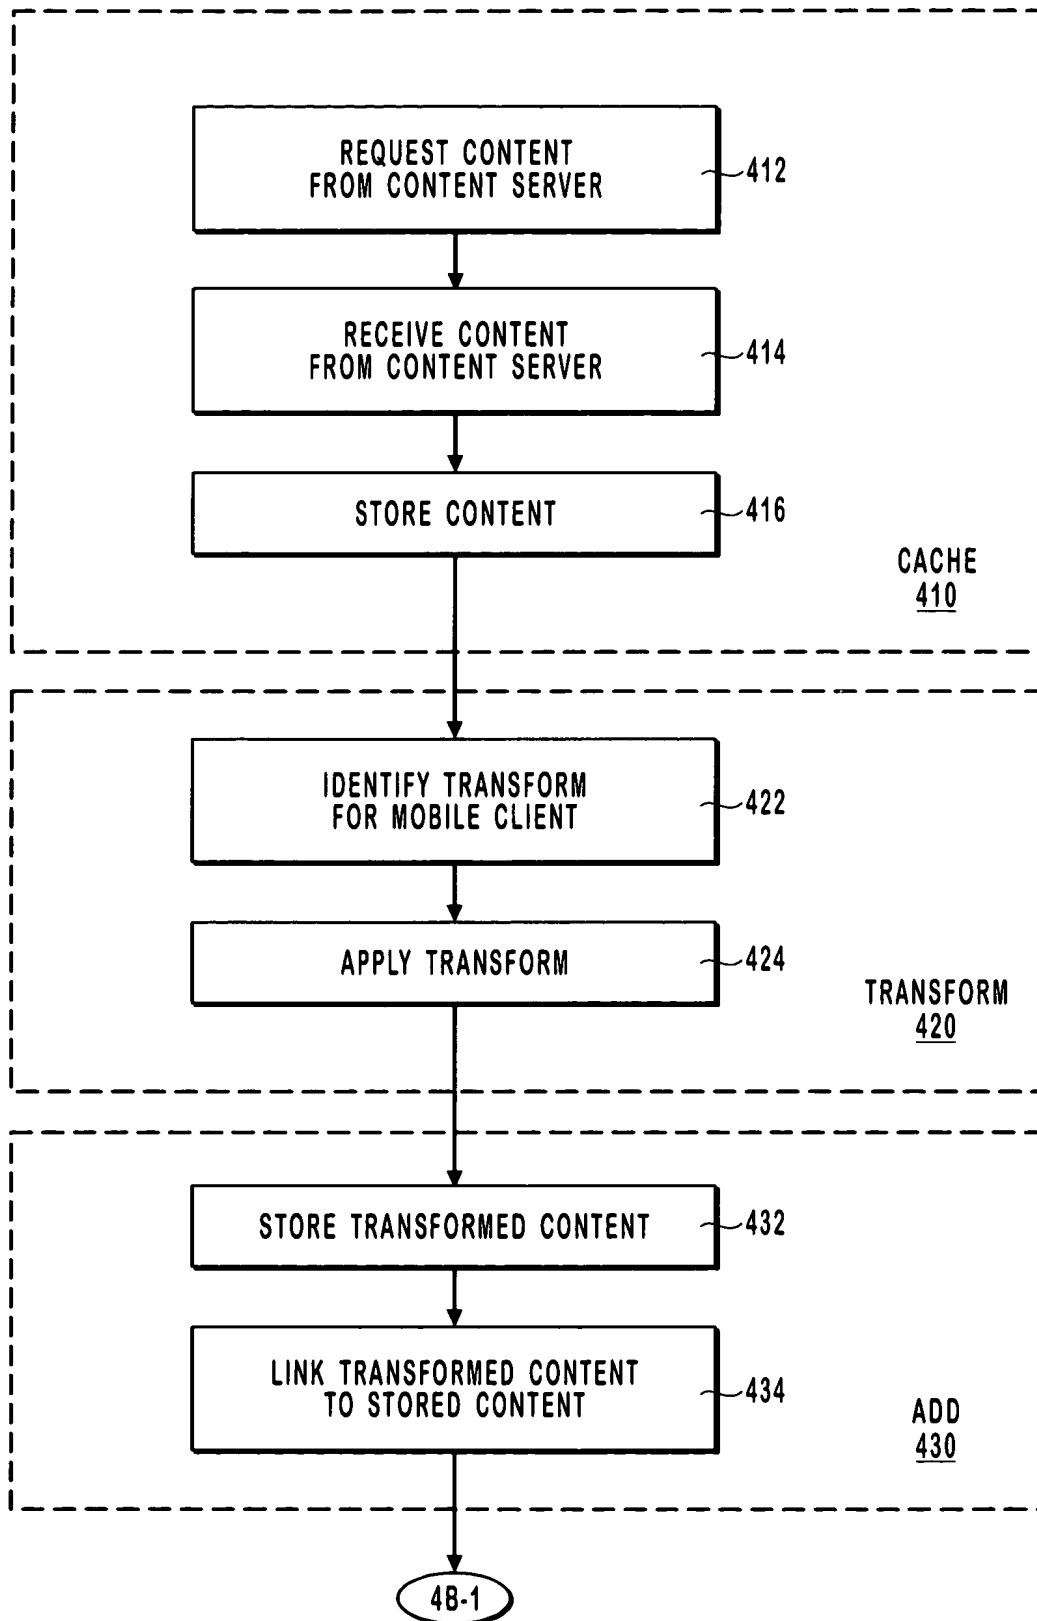 REQUEST CONTENT
FROM CONTENT SERVER
412
RECEIVE CONTENT
FROM CONTENT SERVER
414
STORE CONTENT
416
CACHE
410
IDENTIFY TRANSFORM
FOR MOBILE CLIENT
422
APPLY TRANSFORM
424
TRANSFORM
420
STORE TRANSFORMED CONTENT
432
LINK TRANSFORMED CONTENT
TO STORED CONTENT
434
ADD
430
4B-1